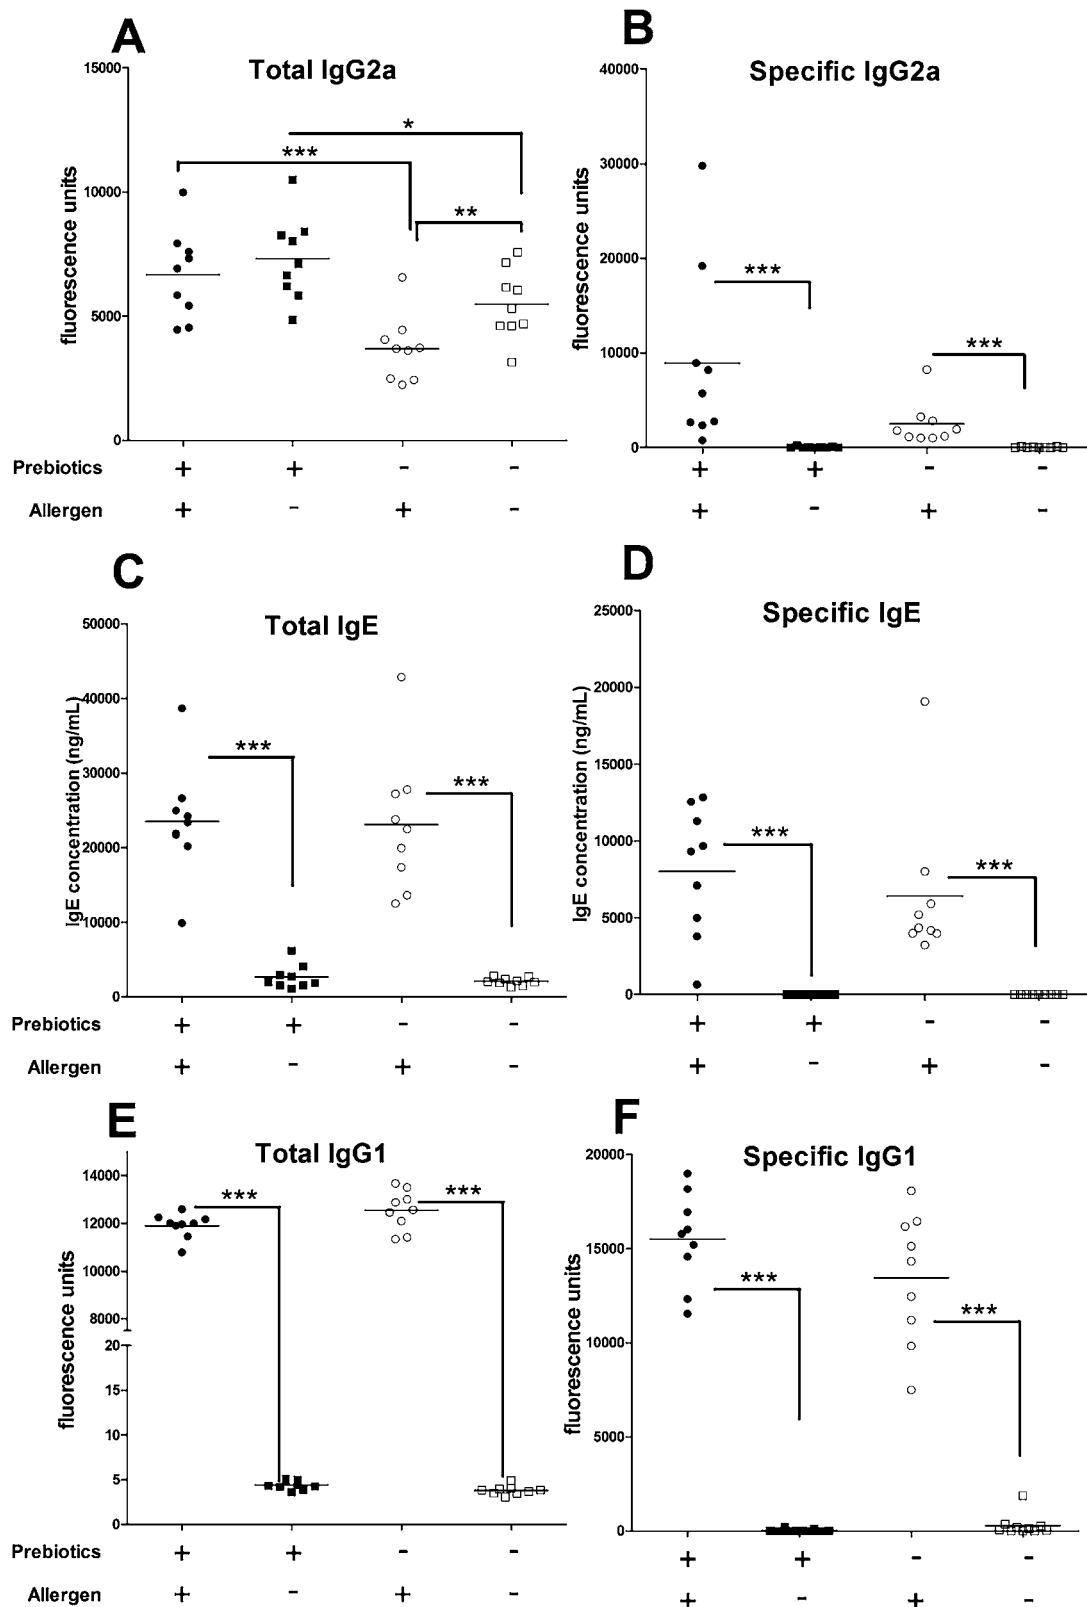 A
Total IgG2a
fluorescence units
15000
10000
5000
0
*
***
**
Prebiotics + + - -
Allergen + - + -
B
Specific IgG2a
fluorescence units
40000
30000
20000
10000
0
***
***
+ + - -
+ - + -
C
Total IgE
IgE concentration (ng/mL)
50000
40000
30000
20000
10000
0
***
***
Prebiotics + + - -
Allergen + - + -
D
Specific IgE
IgE concentration (ng/mL)
25000
20000
15000
10000
5000
0
***
***
+ + - -
+ - + -
E
Total IgG1
fluorescence units
14000
12000
10000
8000
20
15
10
5
0
***
***
Prebiotics + + - -
Allergen + - + -
F
Specific IgG1
fluorescence units
20000
15000
10000
5000
0
***
***
+ + - -
+ - + -